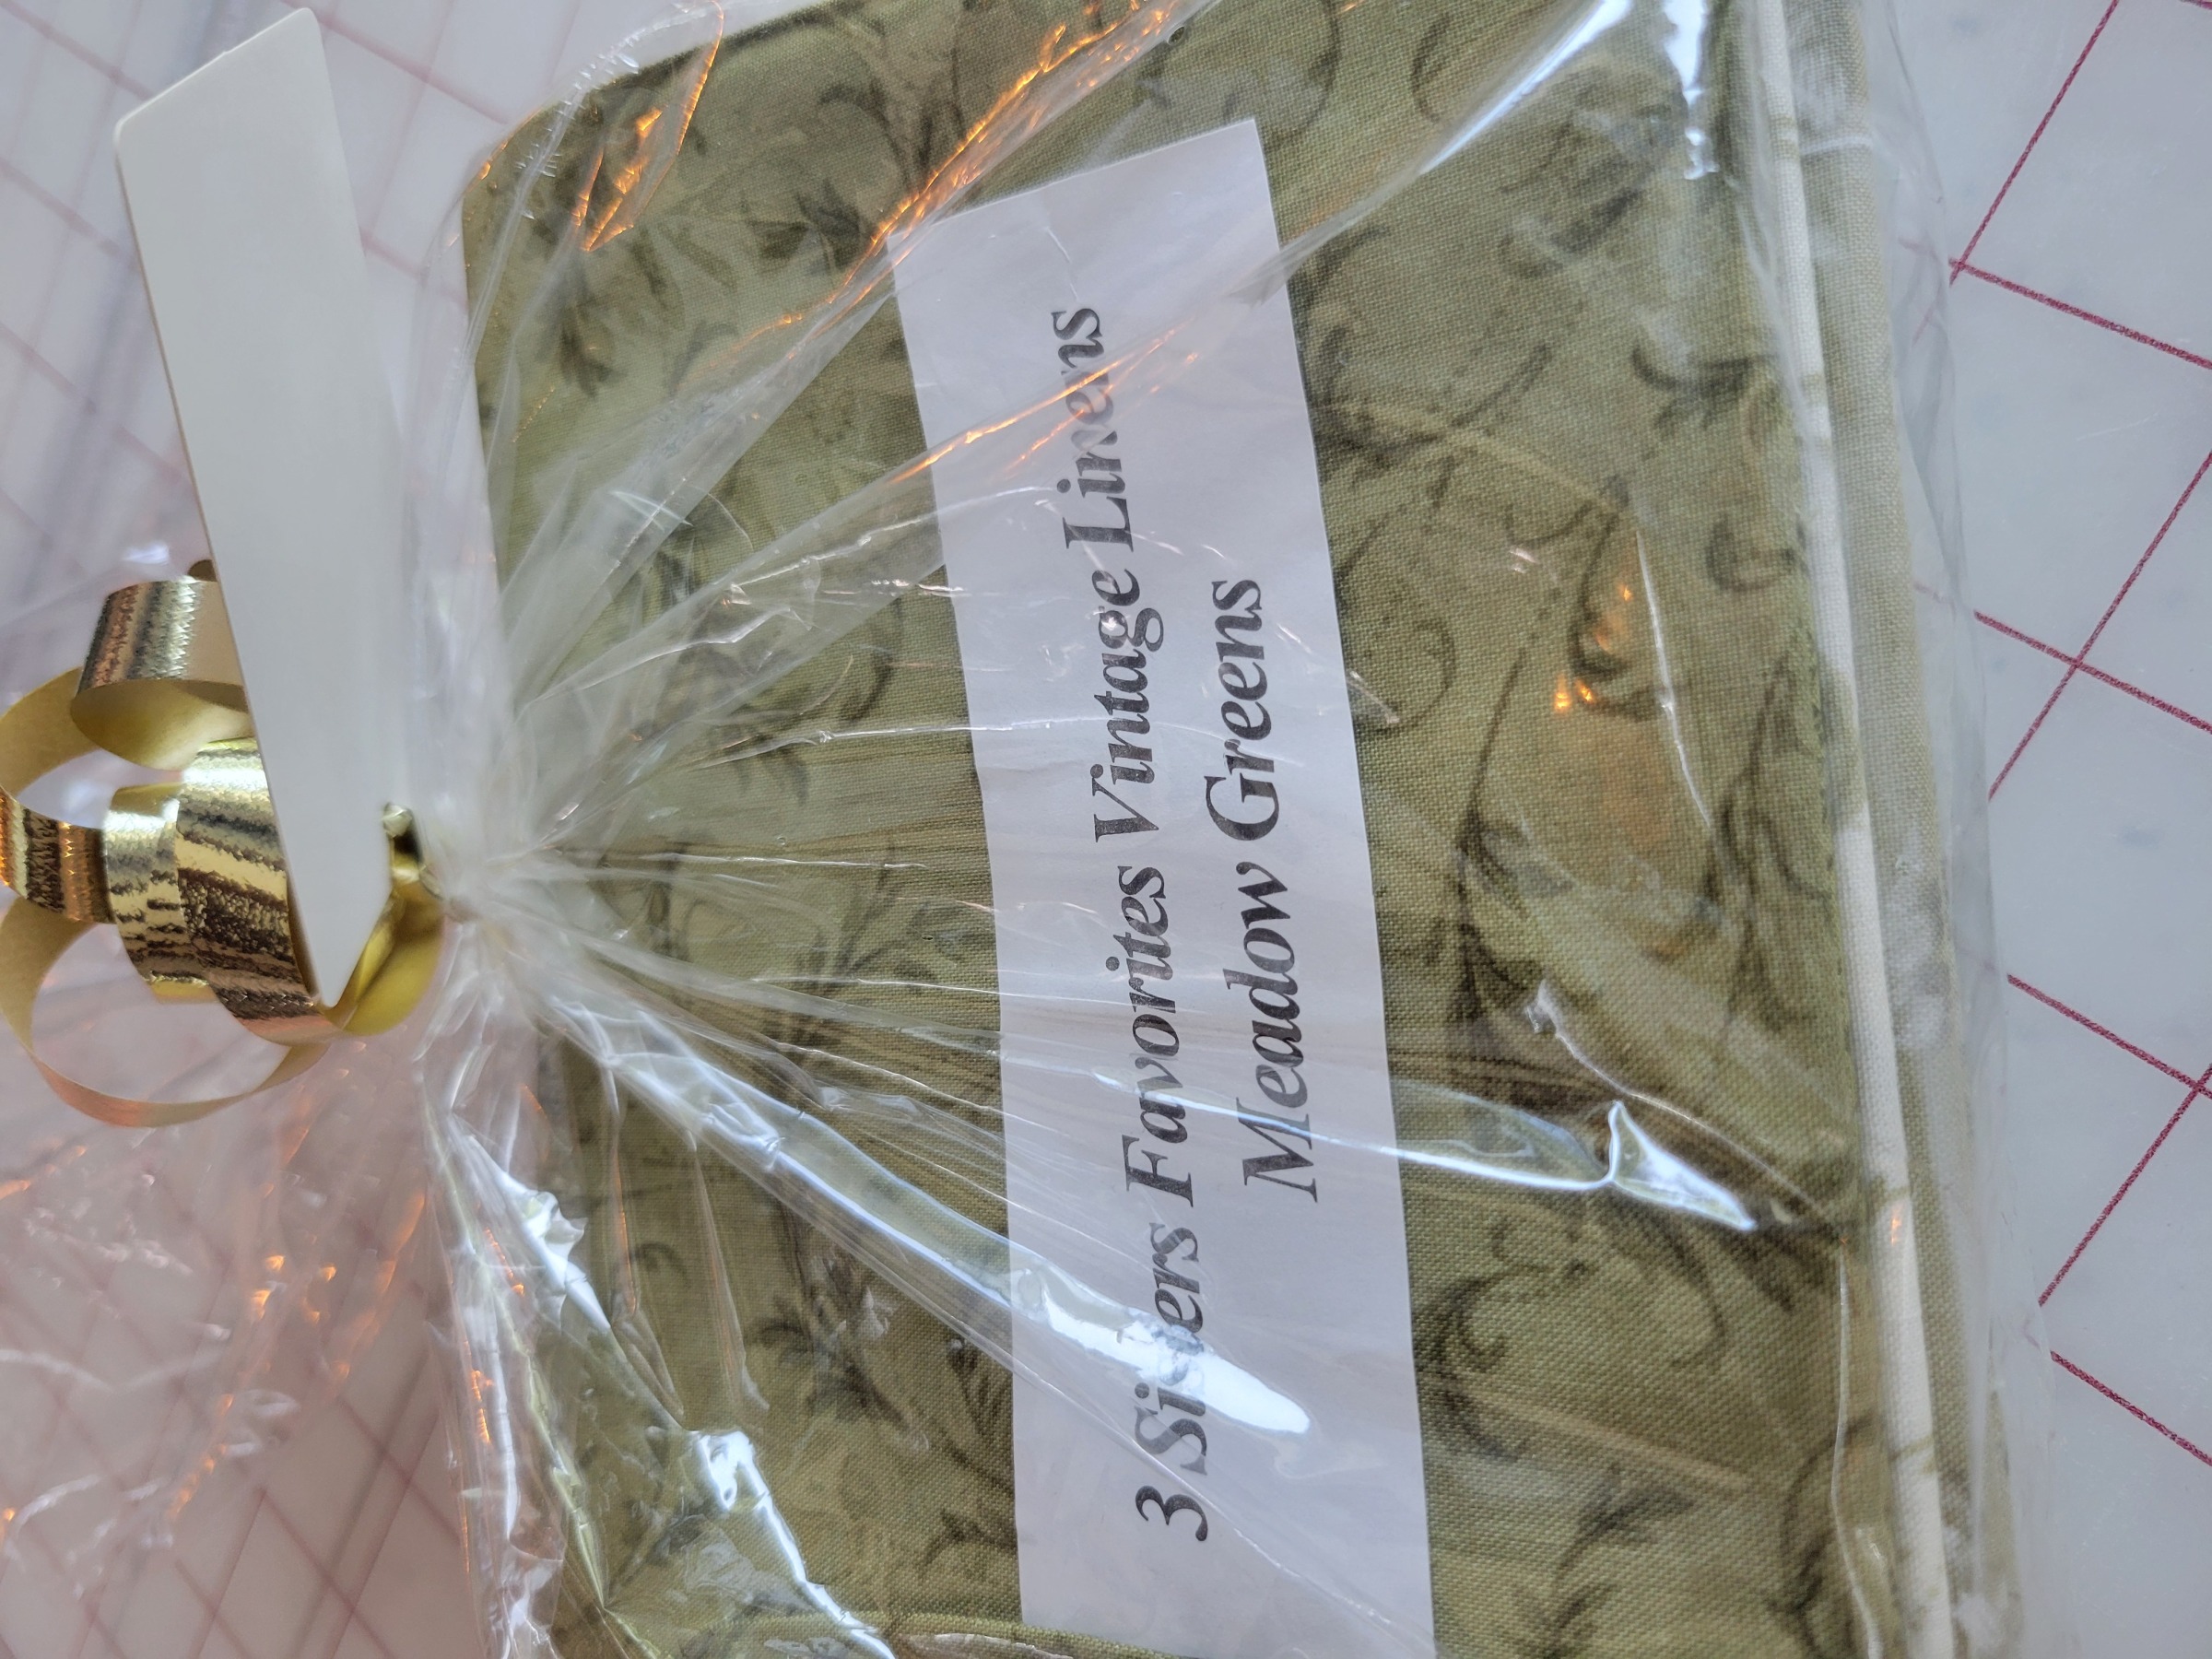 3 Sisters Favorites Vintage Linens
Meadow Greens